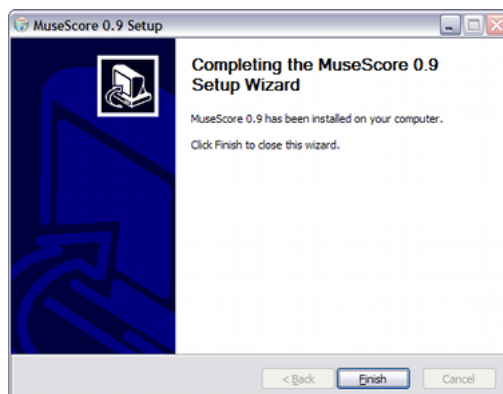 MuseScore 0.9 Setup
Completing the MuseScore 0.9
Setup Wizard
MuseScore 0.9 has been installed on your computer.
Click Finish to close this wizard.
< Back
Finish
Cancel